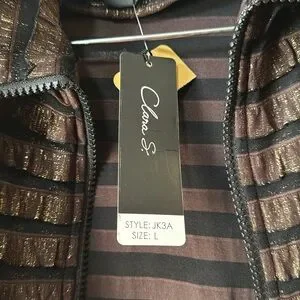 Clara S.
STYLE: JK3A
SIZE: L